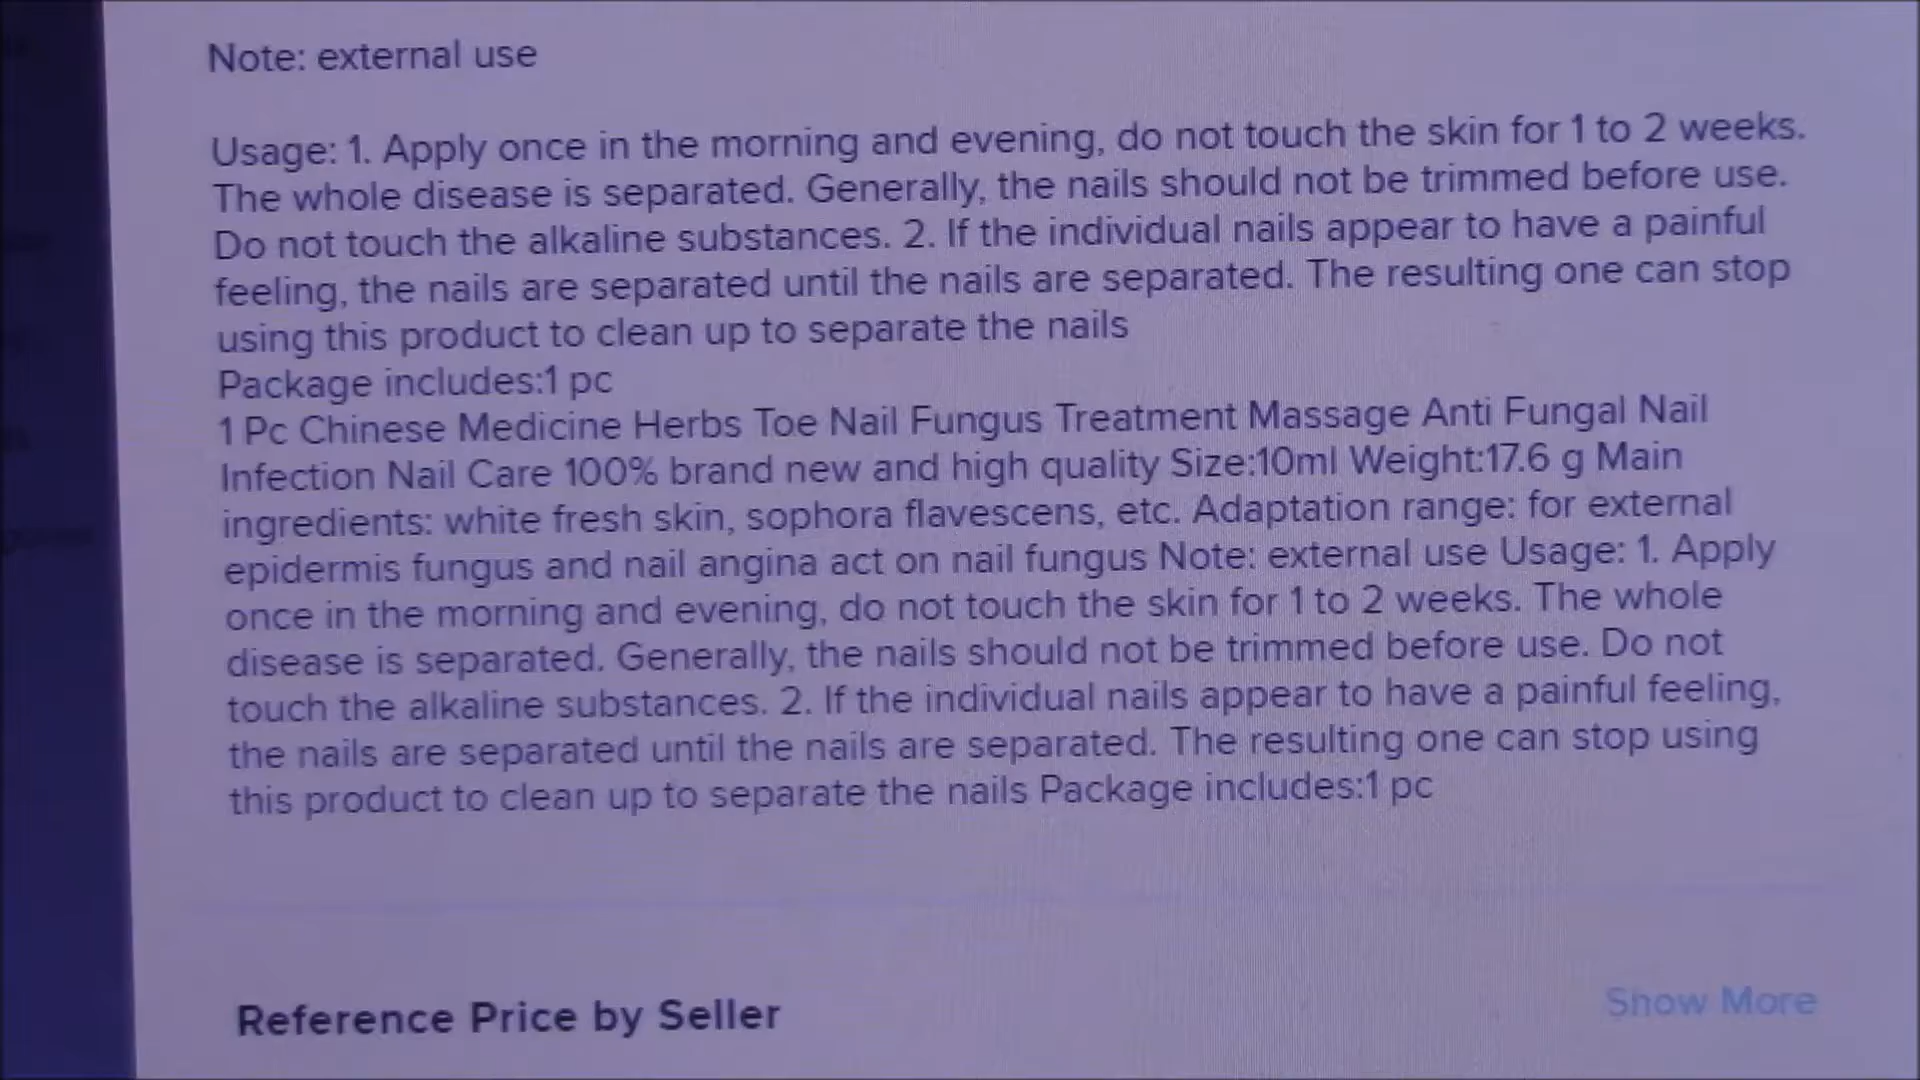 Note: external use
Usage: 1. Apply once in the morning and evening, do not touch the skin for 1 to 2 weeks.
The whole disease is separated. Generally, the nails should not be trimmed before use.
Do not touch the alkaline substances. 2. If the individual nails appear to have a painful
feeling, the nails are separated until the nails are separated. The resulting one can stop
using this product to clean up to separate the nails
Package includes:1 pc
1 Pc Chinese Medicine Herbs Toe Nail Fungus Treatment Massage Anti Fungal Nail
Infection Nail Care 100% brand new and high quality Size:10ml Weight:17.6 g Main
ingredients: white fresh skin, sophora flavescens, etc. Adaptation range: for external
epidermis fungus and nail angina act on nail fungus Note: external use Usage: 1. Apply
once in the morning and evening, do not touch the skin for 1 to 2 weeks. The whole
disease is separated. Generally, the nails should not be trimmed before use. Do not
touch the alkaline substances. 2. If the individual nails appear to have a painful feeling,
the nails are separated until the nails are separated. The resulting one can stop using
this product to clean up to separate the nails Package includes:1 pc
Reference Price by Seller
Show More